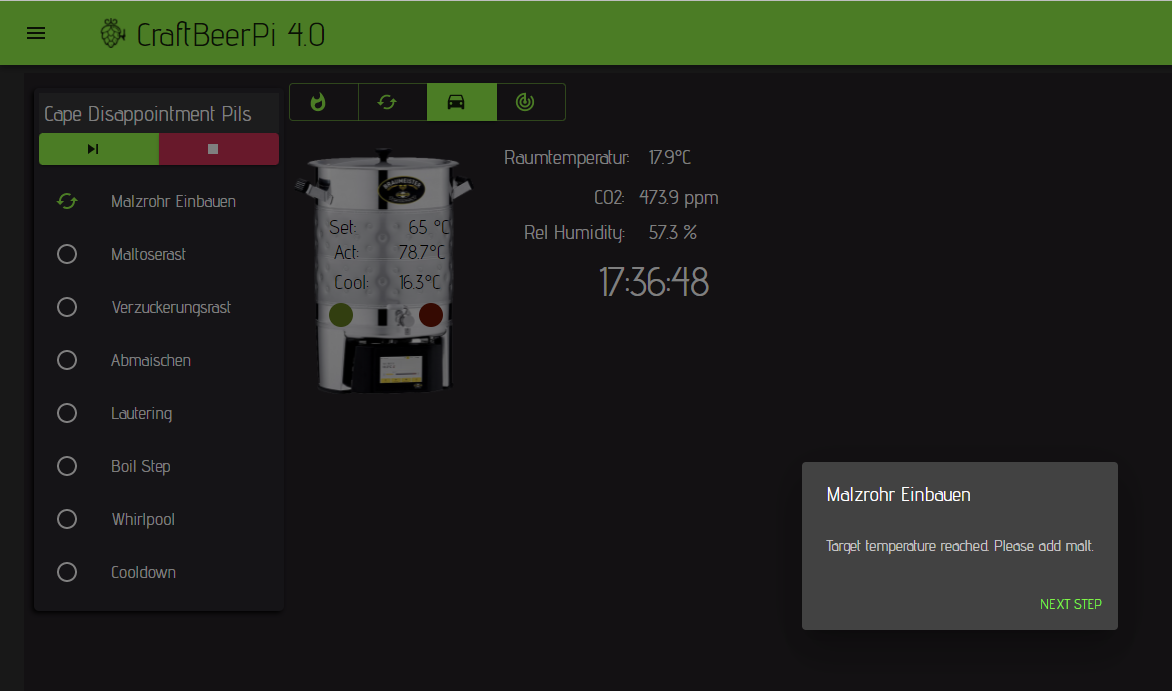 CraftBeerPi 4.0
Cape Disappointment Pils
Malzrohr Einbauen
Maltoserast
Verzuckerungsrast
Abmaischen
Lautering
Boil Step
Whirlpool
Cooldown
BRAUMEISTER
Set: 65 °C
Act: 78.7°C
Cool: 16.3°C
Raumtemperatur: 17.9°C
CO2: 473.9 ppm
Rel Humidity: 57.3 %
17:36:48
Malzrohr Einbauen
Target temperature reached. Please add malt.
NEXT STEP